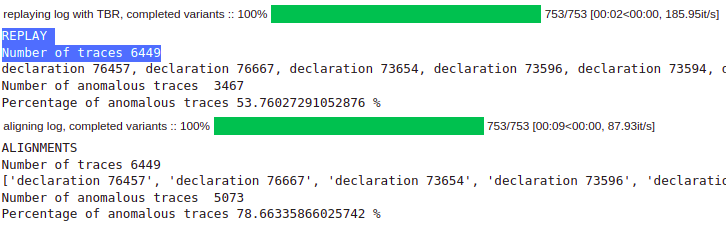 replaying log with TBR, completed variants :: 100% 753/753 [00:02<00:00, 185.95it/s]
REPLAY
Number of traces 6449
declaration 76457, declaration 76667, declaration 73654, declaration 73596, declaration 73594,
Number of anomalous traces  3467
Percentage of anomalous traces 53.76027291052876 %
aligning log, completed variants :: 100% 753/753 [00:09<00:00, 87.93it/s]
ALIGNMENTS
Number of traces 6449
['declaration 76457', 'declaration 76667', 'declaration 73654', 'declaration 73596', 'declaratio
Number of anomalous traces  5073
Percentage of anomalous traces 78.66335866025742 %